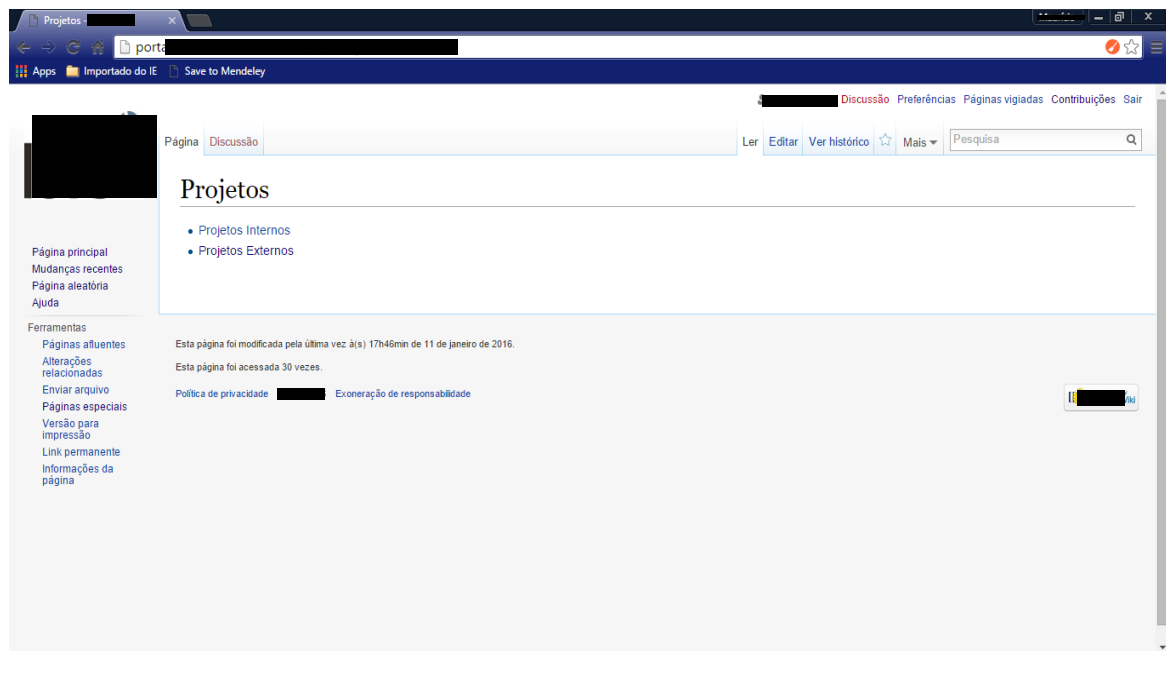 Projetos -
porta
Apps Importado do IE Save to Mendeley
Discussão Preferências Páginas vigiadas Contribuições Sair
Página Discussão Ler Editar Ver histórico Mais Pesquisa
Projetos
Projetos Internos
Projetos Externos
Página principal
Mudanças recentes
Página aleatória
Ajuda
Ferramentas
Páginas afluentes
Alterações
relacionadas
Enviar arquivo
Páginas especiais
Versão para
impressão
Link permanente
Informações da
página
Esta página foi modificada pela última vez à(s) 17h46min de 11 de janeiro de 2016.
Esta página foi acessada 30 vezes.
Política de privacidade Exoneração de responsabilidade